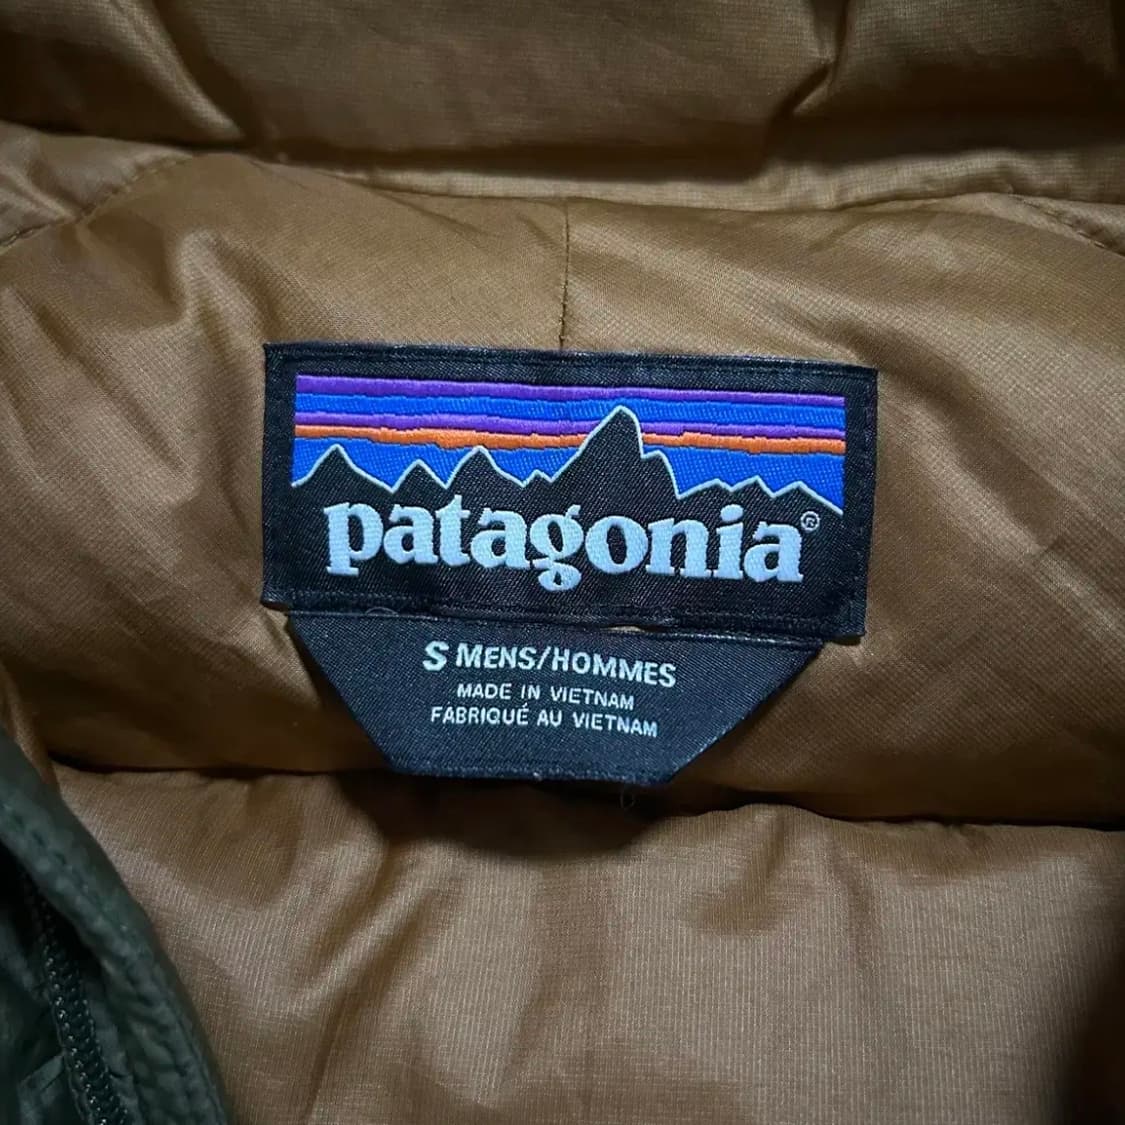 patagonia®
S MENS/HOMMES
MADE IN VIETNAM
FABRIQUÉ AU VIETNAM